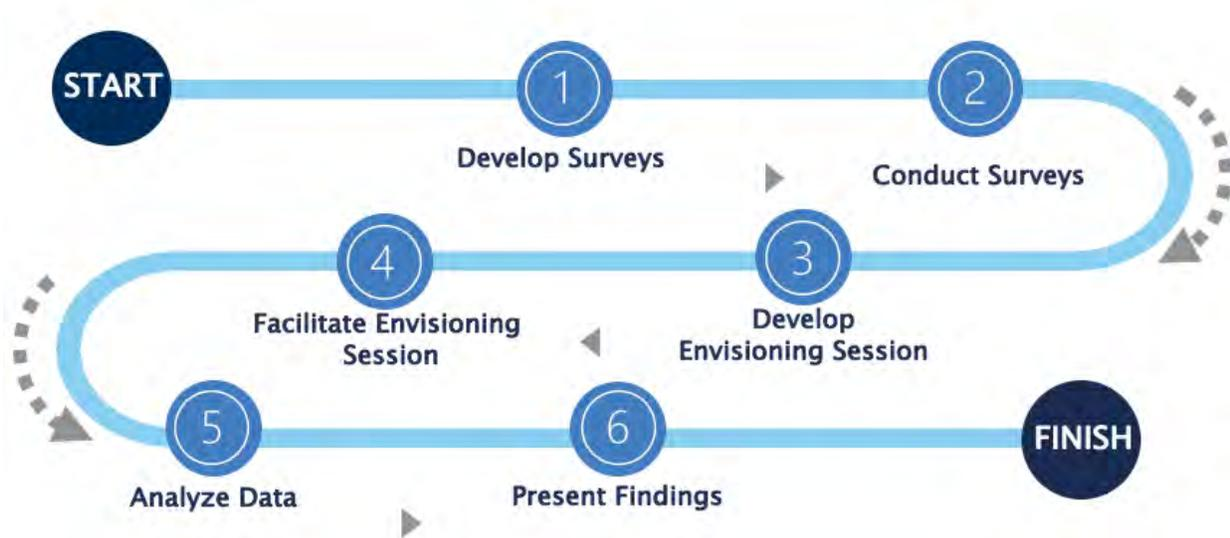 START
1
Develop Surveys
2
Conduct Surveys
3
Develop
Envisioning Session
4
Facilitate Envisioning
Session
5
Analyze Data
6
Present Findings
FINISH